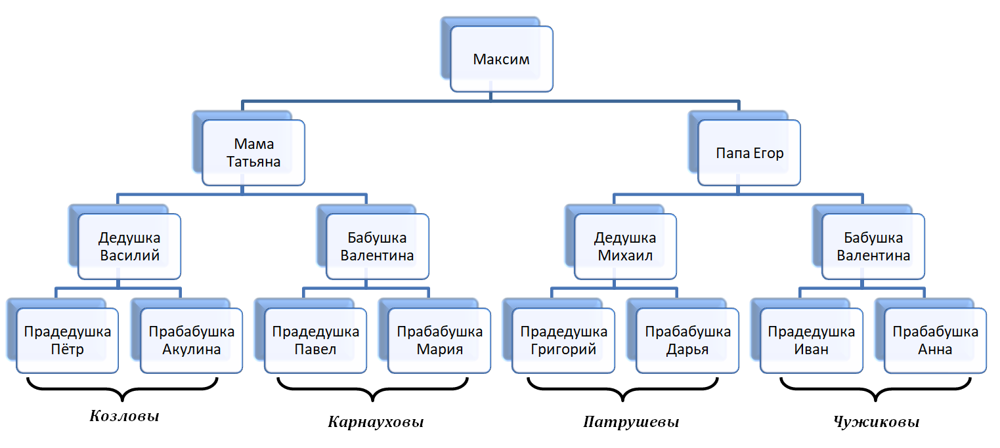 Максим
Мама
Татьяна
Папа Егор
Дедушка
Василий
Бабушка
Валентина
Дедушка
Михаил
Бабушка
Валентина
Прадедушка
Пётр
Прабабушка
Акулина
Прадедушка
Павел
Прабабушка
Мария
Прадедушка
Григорий
Прабабушка
Дарья
Прадедушка
Иван
Прабабушка
Анна
Козловы
Карнауховы
Патрушевы
Чужиковы